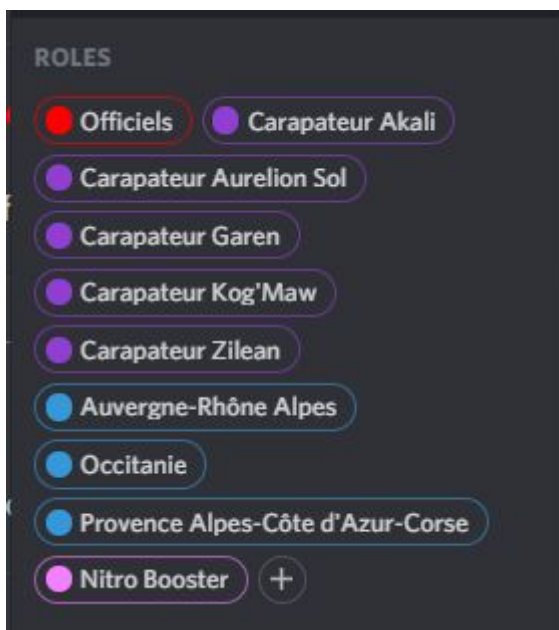 ROLES
Officiels Carapateur Akali
Carapateur Aurelion Sol
Carapateur Garen
Carapateur Kog'Maw
Carapateur Zilean
Auvergne-Rhône Alpes
Occitanie
Provence Alpes-Côte d'Azur-Corse
Nitro Booster +